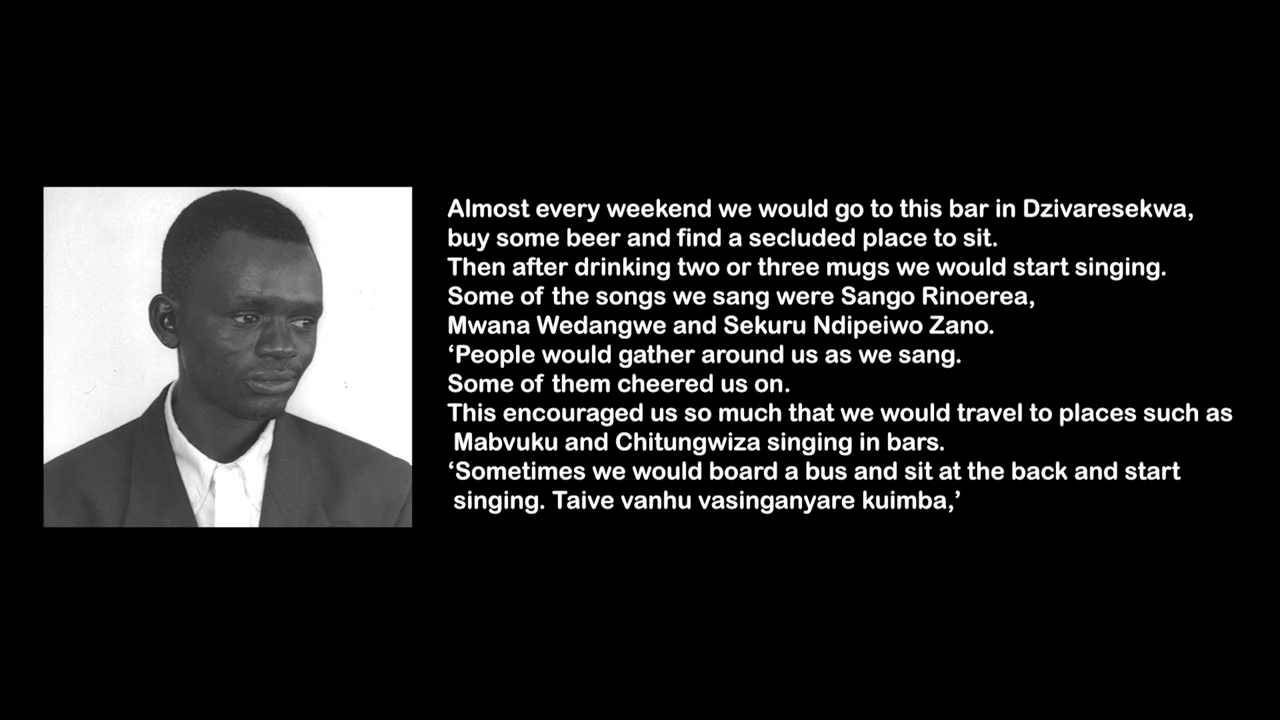 Almost every weekend we would go to this bar in Dzivaresekwa,
buy some beer and find a secluded place to sit.
Then after drinking two or three mugs we would start singing.
Some of the songs we sang were Sango Rinoerea,
Mwana Wedangwe and Sekuru Ndipeiwo Zano.
‘People would gather around us as we sang.
Some of them cheered us on.
This encouraged us so much that we would travel to places such as
Mabvuku and Chitungwiza singing in bars.
‘Sometimes we would board a bus and sit at the back and start
singing. Taive vanhu vasinganyare kuimba,’